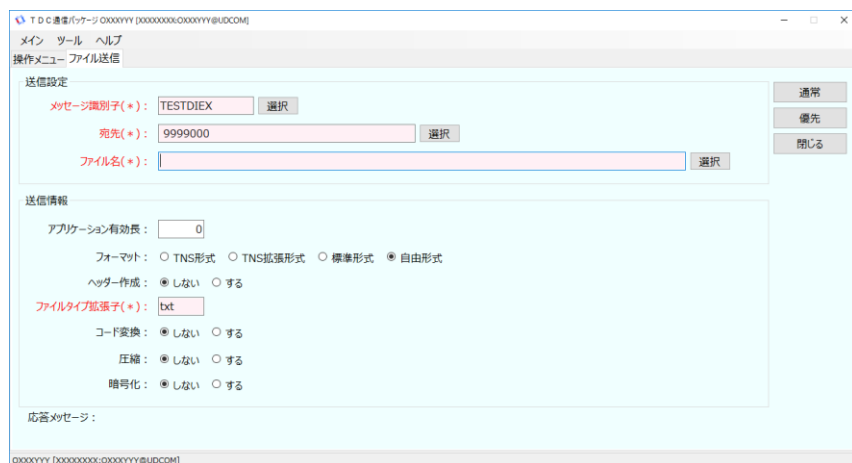 TDC通信パッケージ OXXXYYY [XXXXXXXX:OXXXYYY@UDCOM]
メイン ツール ヘルプ
操作メニュー ファイル送信
送信設定
メッセージ識別子(*): TESTDIEX 選択
宛先(*): 9999000 選択
ファイル名(*): 選択
通常
優先
閉じる
送信情報
アプリケーション有効長: 0
フォーマット: TNS形式 TNS拡張形式 標準形式 自由形式
ヘッダー作成: しない する
ファイルタイプ拡張子(*): txt
コード変換: しない する
圧縮: しない する
暗号化: しない する
応答メッセージ:
OXXXYYY [XXXXXXXX:OXXXYYY@UDCOM]